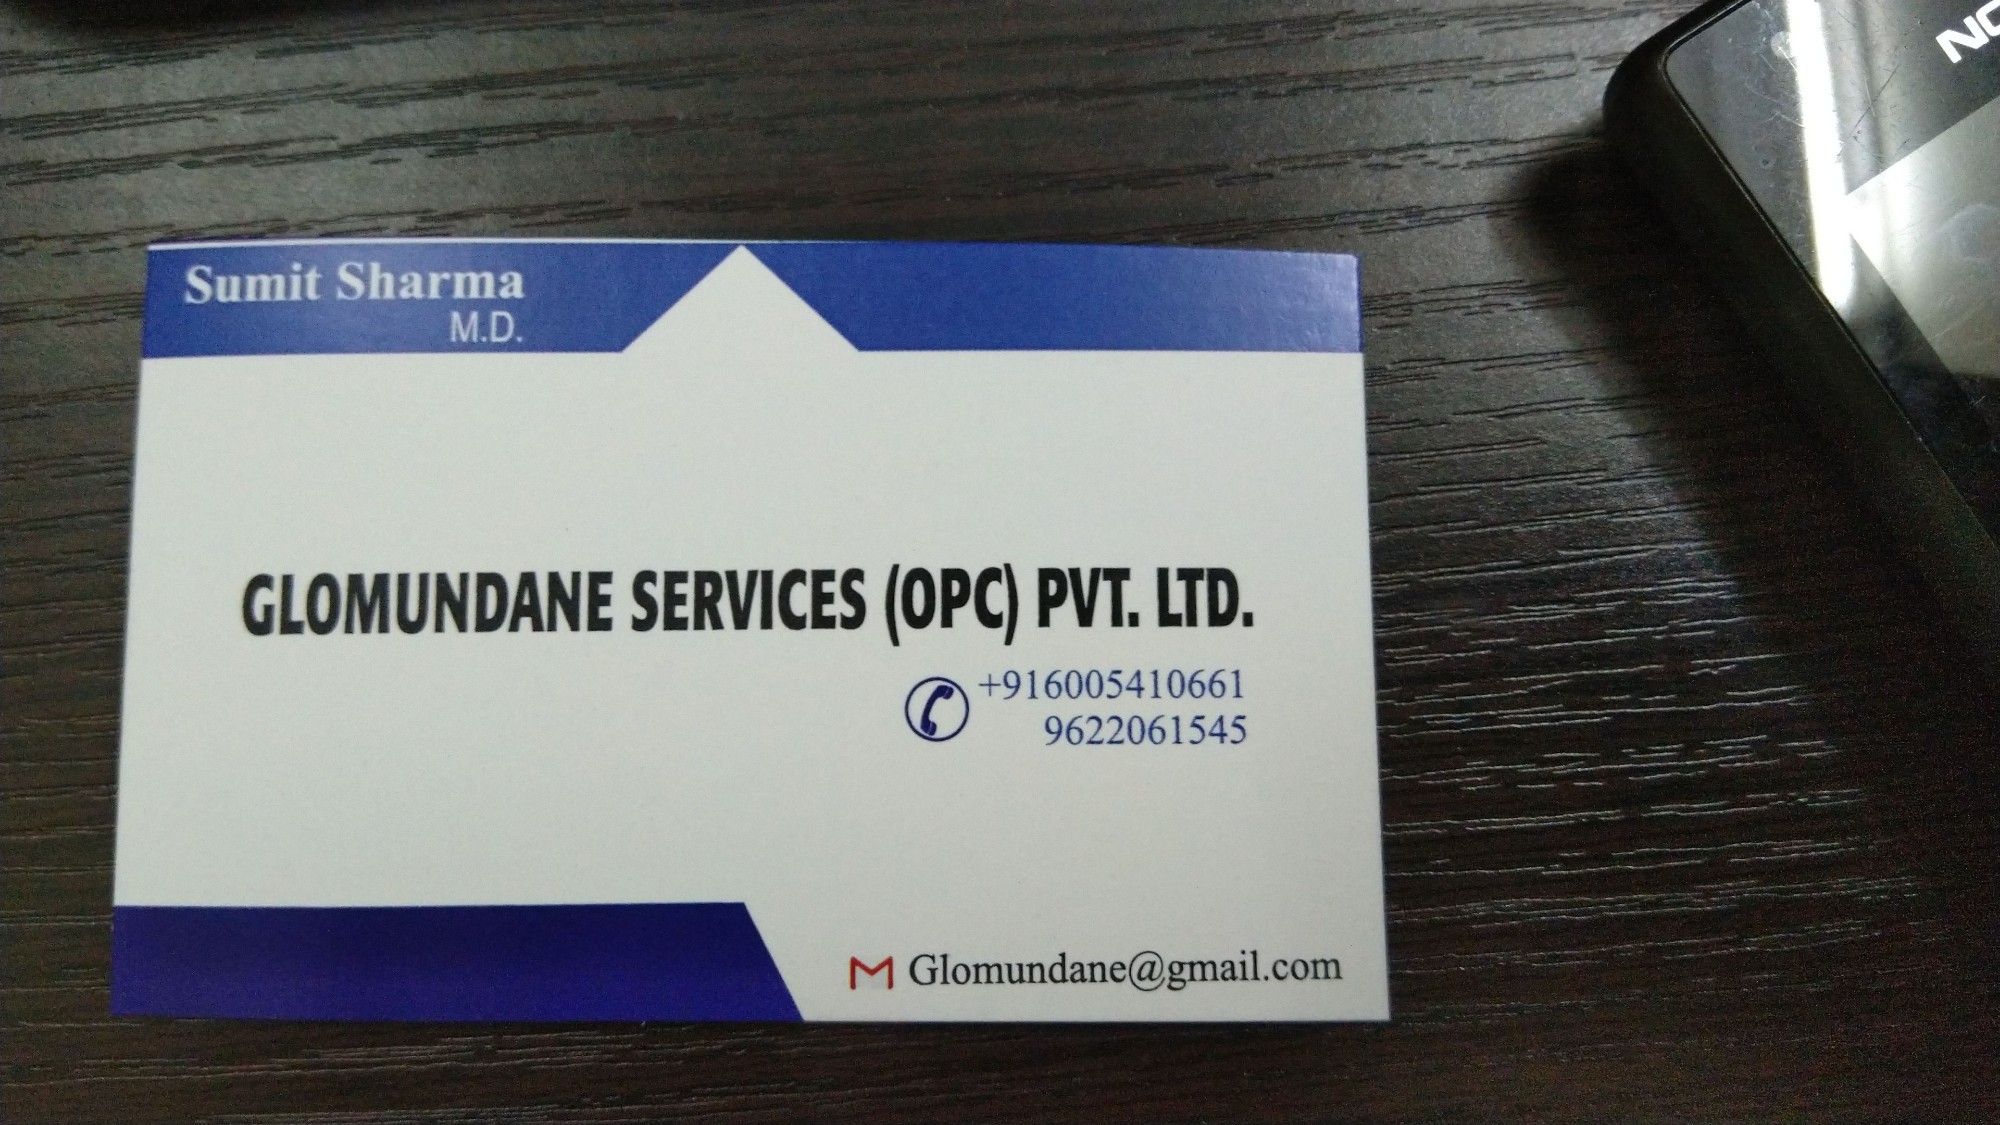 Sumit Sharma
M.D.
GLOMUNDANE SERVICES (OPC) PVT. LTD.
+916005410661
9622061545
Glomundane@gmail.com